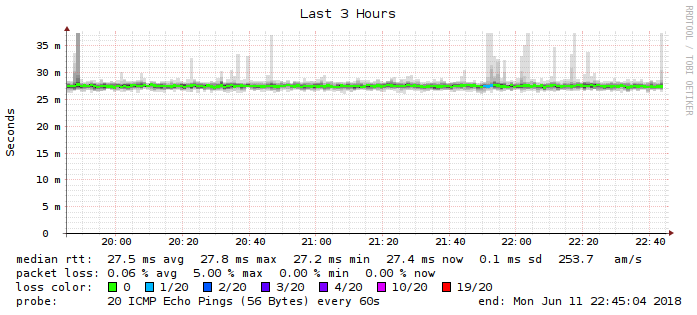 Last 3 Hours
RRDTOOL / TOBI OETIKER
Seconds
35 m
30 m
25 m
20 m
15 m
10 m
5 m
0
20:00 20:20 20:40 21:00 21:20 21:40 22:00 22:20 22:40
median rtt: 27.5 ms avg 27.8 ms max 27.2 ms min 27.4 ms now 0.1 ms sd 253.7 am/s
packet loss: 0.06 % avg 5.00 % max 0.00 % min 0.00 % now
loss color: 0 1/20 2/20 3/20 4/20 10/20 19/20
probe: 20 ICMP Echo Pings (56 Bytes) every 60s end: Mon Jun 11 22:45:04 2018